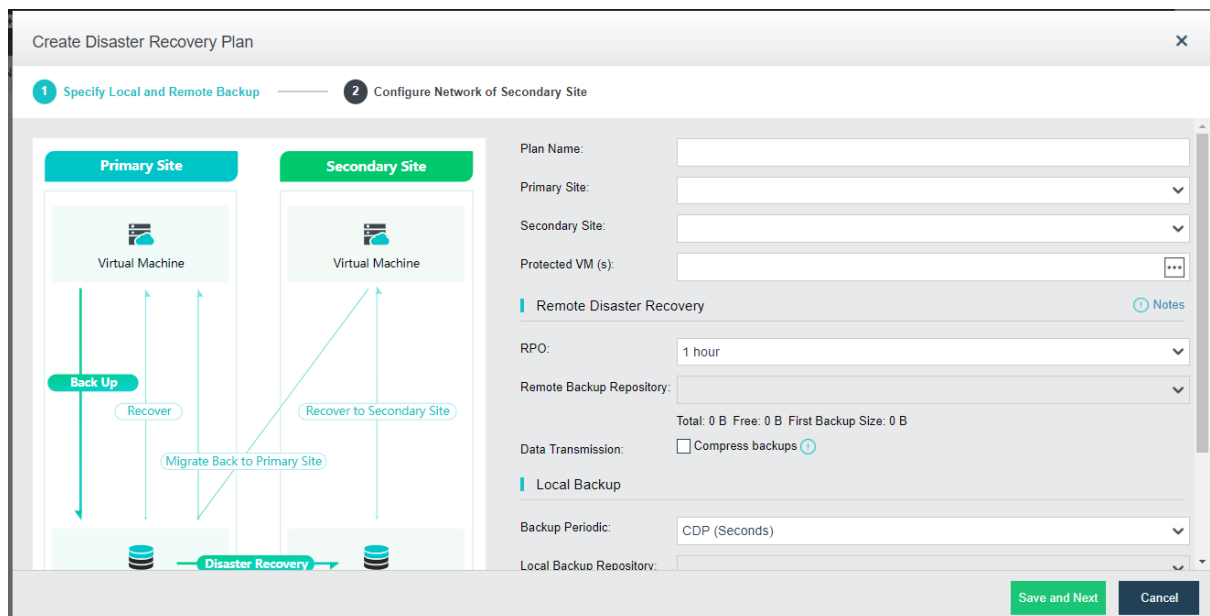 Create Disaster Recovery Plan
1 Specify Local and Remote Backup 2 Configure Network of Secondary Site
Primary Site Secondary Site
Virtual Machine Virtual Machine
Back Up
Recover
Recover to Secondary Site
Migrate Back to Primary Site
Disaster Recovery
Plan Name:
Primary Site:
Secondary Site:
Protected VM (s):
Remote Disaster Recovery Notes
RPO: 1 hour
Remote Backup Repository:
Total: 0 B Free: 0 B First Backup Size: 0 B
Data Transmission: Compress backups
Local Backup
Backup Periodic: CDP (Seconds)
Local Backup Repository:
Save and Next Cancel